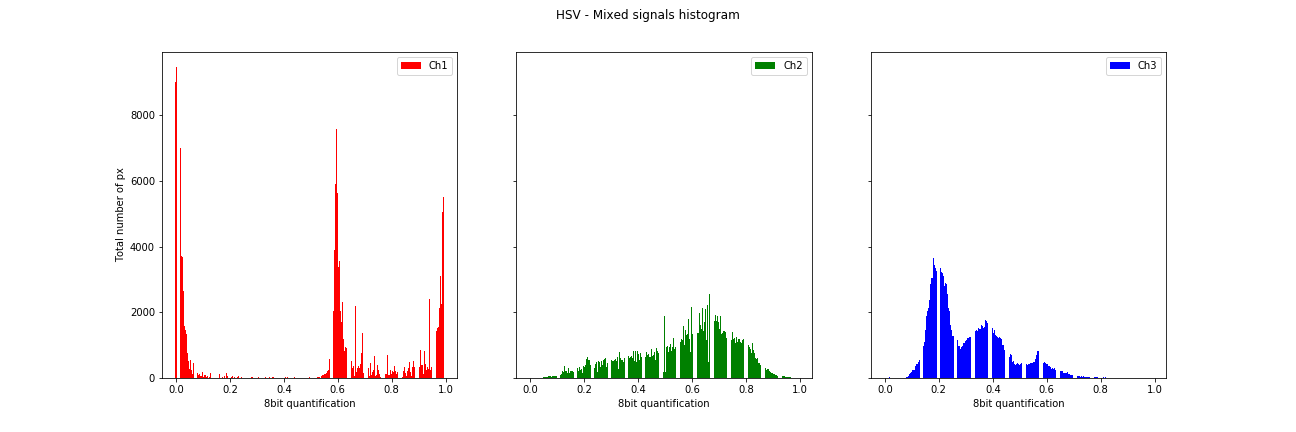 HSV - Mixed signals histogram
Total number of px
8000
6000
4000
2000
0
Ch1
0.0 0.2 0.4 0.6 0.8 1.0
8bit quantification
Ch2
0.0 0.2 0.4 0.6 0.8 1.0
8bit quantification
Ch3
0.0 0.2 0.4 0.6 0.8 1.0
8bit quantification